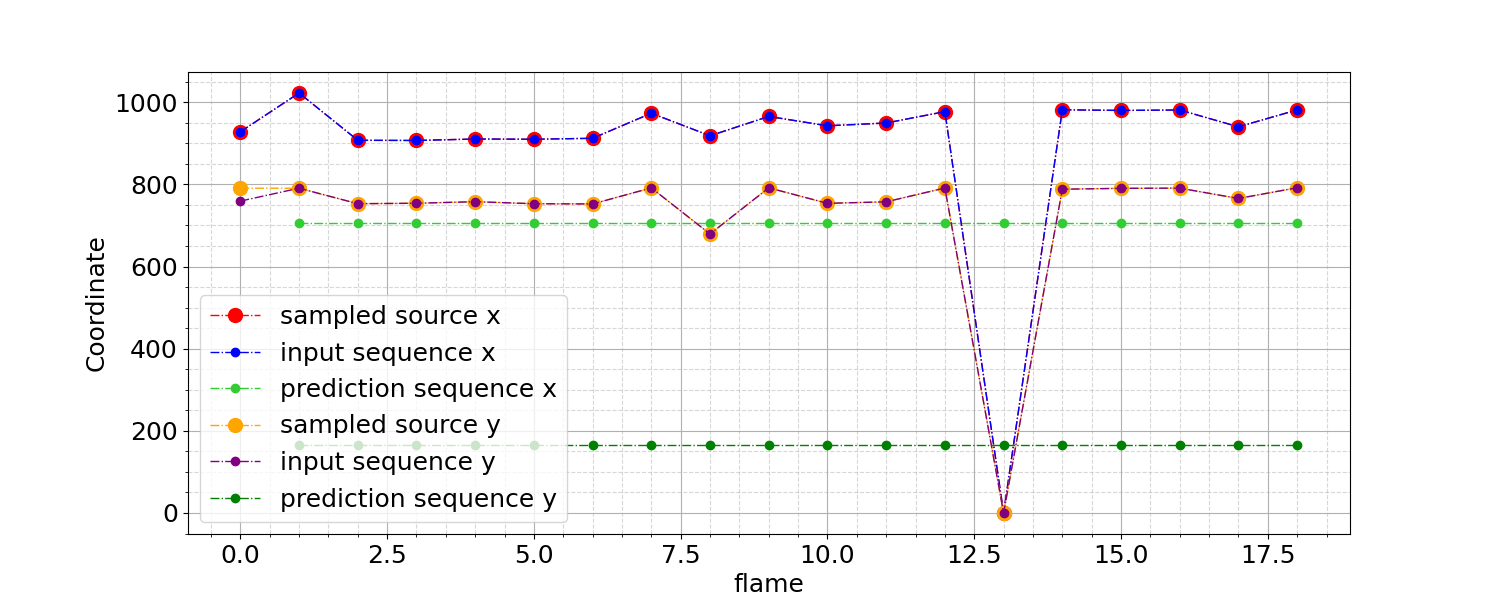 1000
800
600
400
200
0
Coordinate
sampled source x
input sequence x
prediction sequence x
sampled source y
input sequence y
prediction sequence y
0.0 2.5 5.0 7.5 10.0 12.5 15.0 17.5
flame